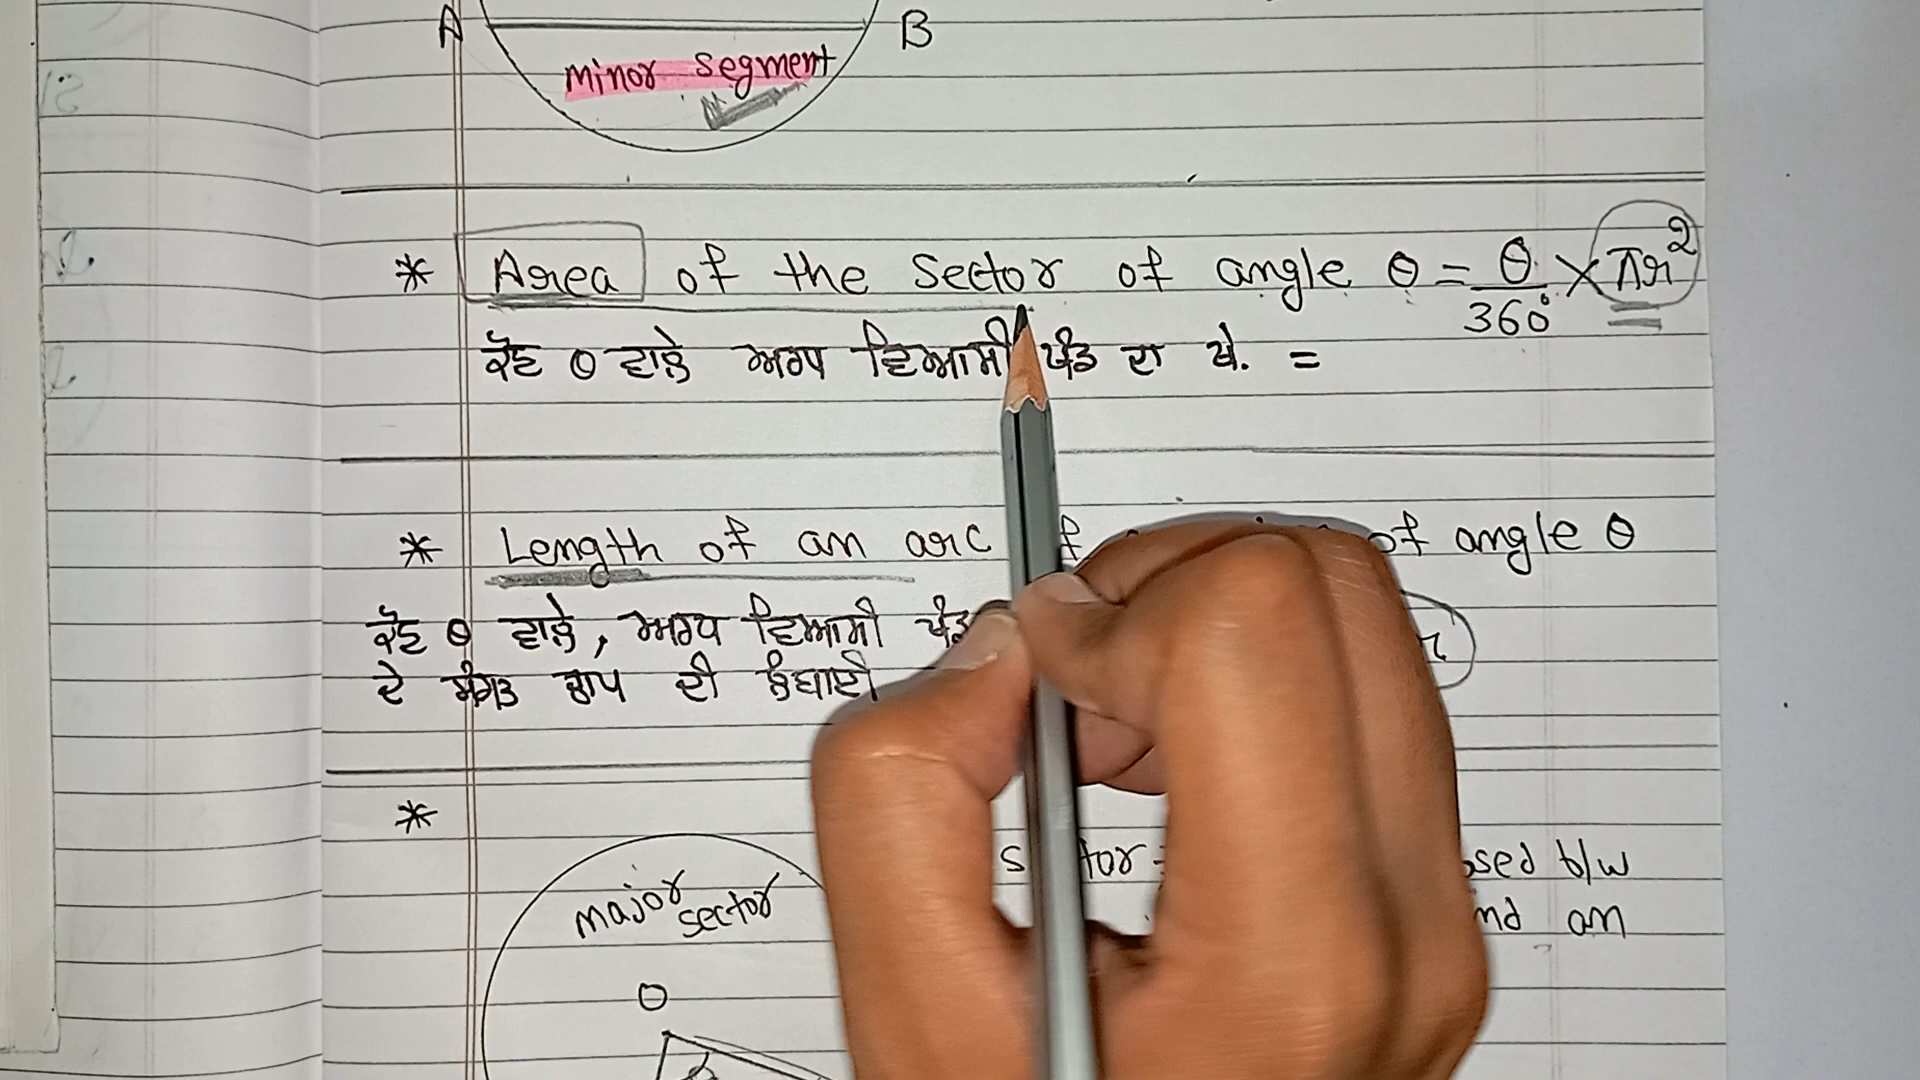 A B
minor segment
* Area of the Sector of angle θ = θ/360° × πr²
ਕੋਣ θ ਵਾਲੇ ਅਰਧ ਵਿਆਸੀ ਖੰਡ ਦਾ ਖੇ. =
* Length of an arc of angle θ
ਕੋਣ θ ਵਾਲੇ, ਅਰਧ ਵਿਆਸੀ ਖੰਡ
ਦੇ ਸੰਗਤ ਚਾਪ ਦੀ ਲੰਬਾਈ
*
major
sector
b/w
an
O